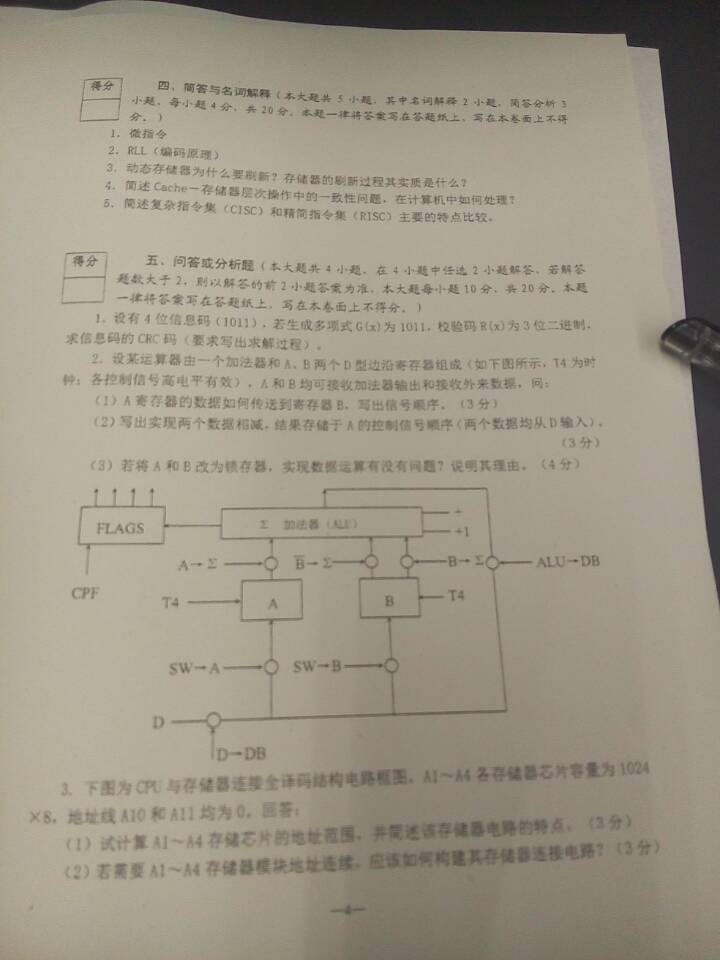 得分
四、简答与名词解释（本大题共 5 小题，其中名词解释 2 小题，简答分析 3
小题，每小题 4 分，共 20 分。本题一律将答案写在答题纸上，写在本卷面上不得
分。）
1. 微指令
2. RLL（编码原理）
3. 动态存储器为什么要刷新？存储器的刷新过程其实质是什么？
4. 简述 Cache－存储器层次操作中的一致性问题，在计算机中如何处理？
5. 简述复杂指令集（CISC）和精简指令集（RISC）主要的特点比较。
得分
五、问答或分析题（本大题共 4 小题，在 4 小题中任选 2 小题解答，若解答
题数大于 2，则以解答的前 2 小题答案为准，本大题每小题 10 分，共 20 分。本题
一律将答案写在答题纸上，写在本卷面上不得分。）
1. 设有 4 位信息码（1011），若生成多项式 G(x)为 1011，校验码 R(x)为 3 位二进制，
求信息码的 CRC 码（要求写出求解过程）。
2. 设某运算器由一个加法器和 A、B 两个 D 型边沿寄存器组成（如下图所示，T4 为时
钟；各控制信号高电平有效），A 和 B 均可接收加法器输出和接收外来数据，问：
（1）A 寄存器的数据如何传送到寄存器 B，写出信号顺序。（3 分）
（2）写出实现两个数据相减，结果存储于 A 的控制信号顺序（两个数据均从 D 输入）。
（3 分）
（3）若将 A 和 B 改为锁存器，实现数据运算有没有问题？说明其理由。（4 分）
FLAGS
Σ 加法器（ALU）
+
+1
A→Σ
B̅→Σ
B→Σ
ALU→DB
CPF
T4
A
B
T4
SW→A
SW→B
D
D→DB
3. 下图为 CPU 与存储器连接全译码结构电路框图，A1～A4 各存储器芯片容量为 1024
×8，地址线 A10 和 A11 均为 0。回答：
（1）试计算 A1～A4 存储芯片的地址范围，并简述该存储器电路的特点。（3 分）
（2）若需要 A1～A4 存储器模块地址连续，应该如何构建其存储器连接电路？（3 分）
—4—